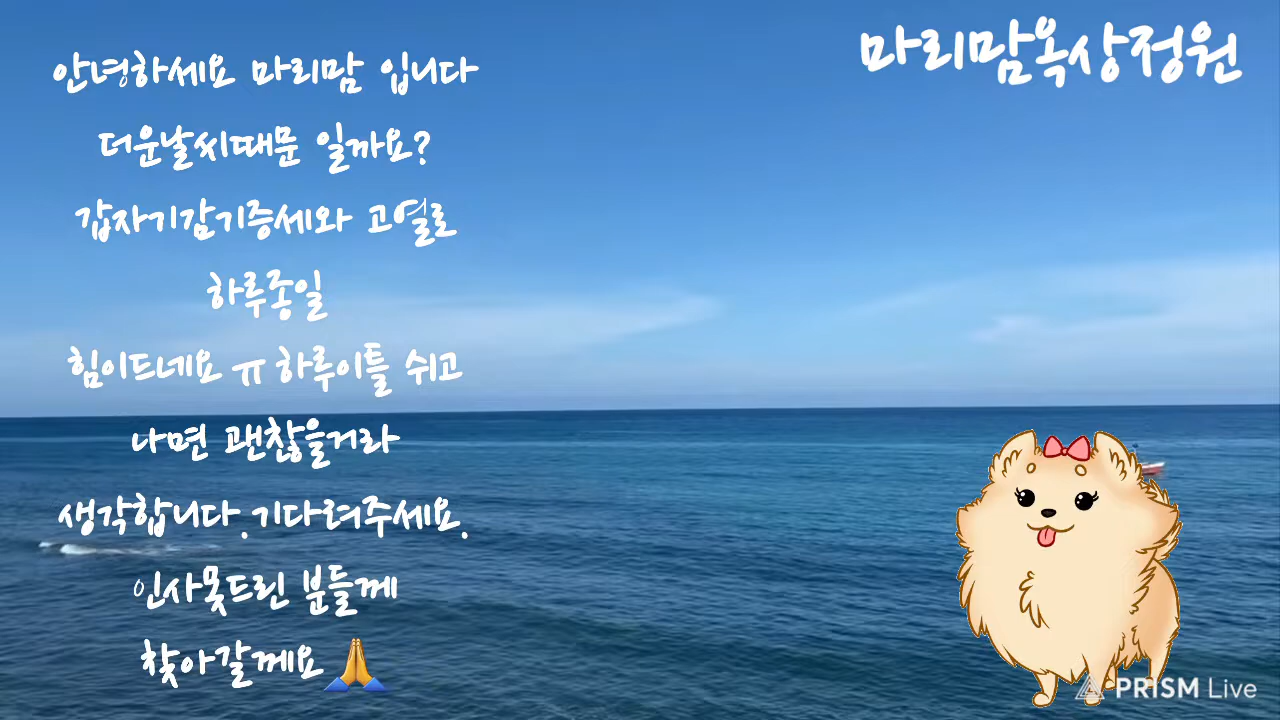 마리맘옥상정원
안녕하세요 마리맘 입니다
더운날씨때문 일까요?
갑자기감기증세와 고열로
하루종일
힘이드네요 ㅠ 하루이틀 쉬고
나면 괜찮을거라
생각합니다.기다려주세요.
인사못드린 분들께
찾아갈께요🙏
PRISM Live